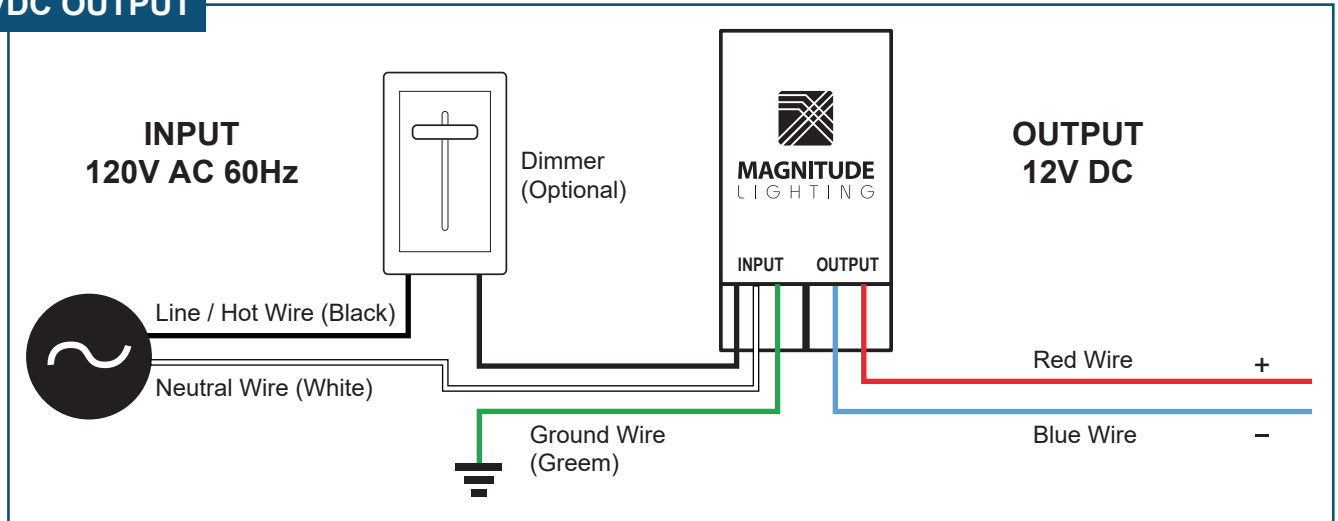 /DC OUTPUT
INPUT
120V AC 60Hz
Dimmer
(Optional)
MAGNITUDE
LIGHTING
OUTPUT
12V DC
INPUT OUTPUT
Line / Hot Wire (Black)
Neutral Wire (White)
Ground Wire
(Greem)
Red Wire +
Blue Wire –